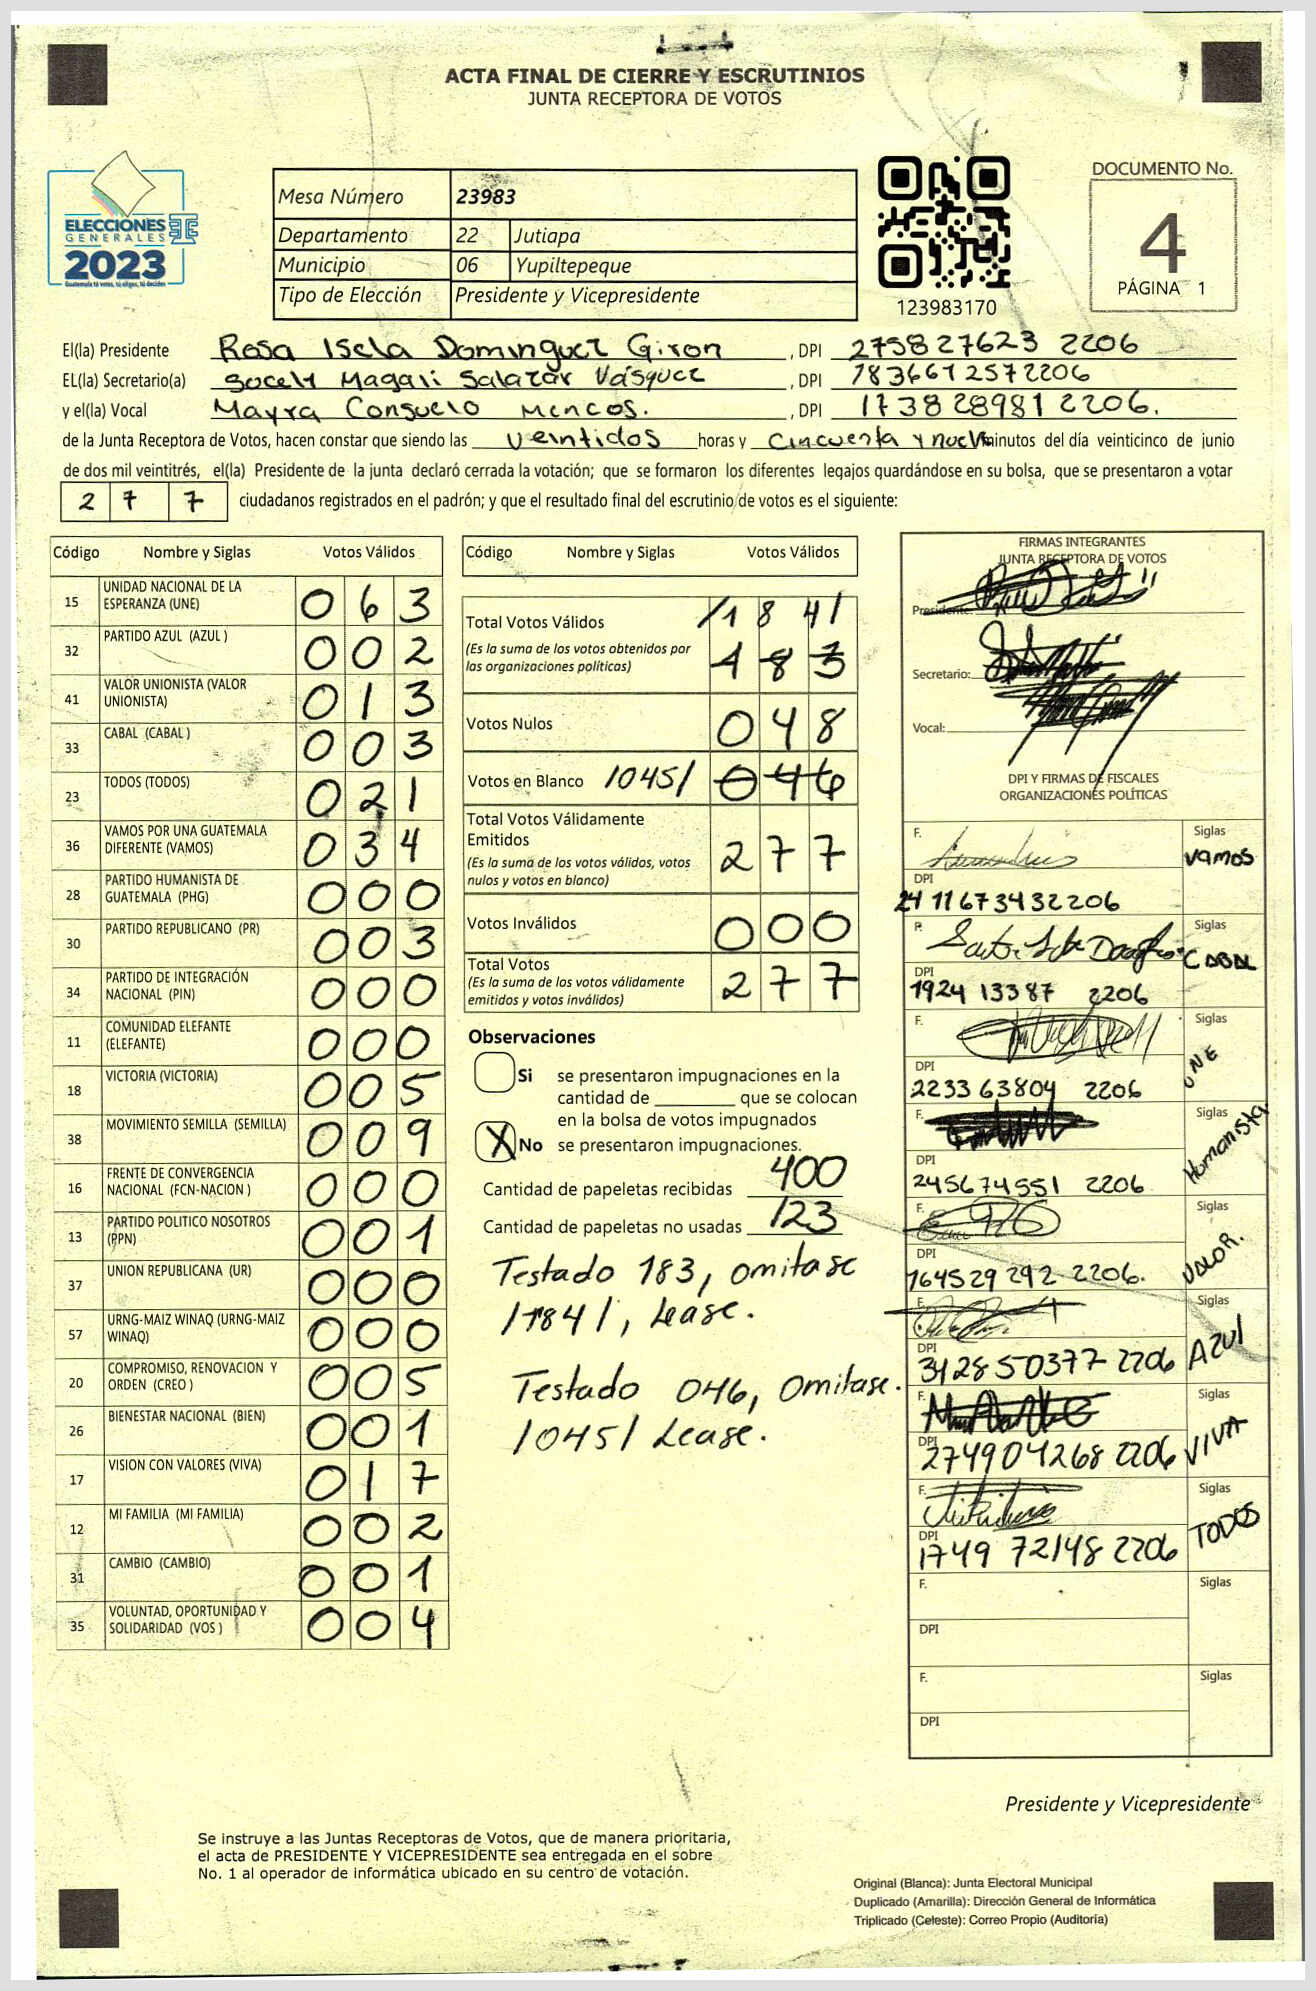 ACTA FINAL DE CIERRE Y ESCRUTINIOS
JUNTA RECEPTORA DE VOTOS
ELECCIONES
GENERALES
2023
Guatemala tú votas, tú eliges, tú decides
Mesa Número 23983
Departamento 22 Jutiapa
Municipio 06 Yupiltepeque
Tipo de Elección Presidente y Vicepresidente
123983170
DOCUMENTO No.
4
PÁGINA 1
El(la) Presidente Rosa Isela Dominguez Giron , DPI 275827623 2206
EL(la) Secretario(a) Socely Magali Salazar Vásquez , DPI 1836612572206
y el(la) Vocal Mayra Consuelo Mencos. , DPI 173828981 2206.
de la Junta Receptora de Votos, hacen constar que siendo las veintidos horas y cincuenta y nueve minutos del día veinticinco de junio
de dos mil veintitrés, el(la) Presidente de la junta declaró cerrada la votación; que se formaron los diferentes legajos quardándose en su bolsa, que se presentaron a votar
2 7 7 ciudadanos registrados en el padrón; y que el resultado final del escrutinio de votos es el siguiente:
Código Nombre y Siglas Votos Válidos
15 UNIDAD NACIONAL DE LA ESPERANZA (UNE) 0 6 3
32 PARTIDO AZUL (AZUL ) 0 0 2
41 VALOR UNIONISTA (VALOR UNIONISTA) 0 1 3
33 CABAL (CABAL ) 0 0 3
23 TODOS (TODOS) 0 2 1
36 VAMOS POR UNA GUATEMALA DIFERENTE (VAMOS) 0 3 4
28 PARTIDO HUMANISTA DE GUATEMALA (PHG) 0 0 0
30 PARTIDO REPUBLICANO (PR) 0 0 3
34 PARTIDO DE INTEGRACIÓN NACIONAL (PIN) 0 0 0
11 COMUNIDAD ELEFANTE (ELEFANTE) 0 0 0
18 VICTORIA (VICTORIA) 0 0 5
38 MOVIMIENTO SEMILLA (SEMILLA) 0 0 9
16 FRENTE DE CONVERGENCIA NACIONAL (FCN-NACION ) 0 0 0
13 PARTIDO POLITICO NOSOTROS (PPN) 0 0 1
37 UNION REPUBLICANA (UR) 0 0 0
57 URNG-MAIZ WINAQ (URNG-MAIZ WINAQ) 0 0 0
20 COMPROMISO, RENOVACION Y ORDEN (CREO ) 0 0 5
26 BIENESTAR NACIONAL (BIEN) 0 0 1
17 VISION CON VALORES (VIVA) 0 1 7
12 MI FAMILIA (MI FAMILIA) 0 0 2
31 CAMBIO (CAMBIO) 0 0 1
35 VOLUNTAD, OPORTUNIDAD Y SOLIDARIDAD (VOS ) 0 0 4
Código Nombre y Siglas Votos Válidos
Total Votos Válidos /1 8 4/
(Es la suma de los votos obtenidos por
las organizaciones políticas) 1 8 3
Votos Nulos 0 4 8
Votos en Blanco /045/ 0 4 6
Total Votos Válidamente
Emitidos
(Es la suma de los votos válidos, votos
nulos y votos en blanco) 2 7 7
Votos Inválidos 0 0 0
Total Votos
(Es la suma de los votos válidamente
emitidos y votos inválidos) 2 7 7
Observaciones
Si se presentaron impugnaciones en la
cantidad de ________ que se colocan
en la bolsa de votos impugnados
X No se presentaron impugnaciones.
Cantidad de papeletas recibidas 400
Cantidad de papeletas no usadas 123
Testado 183, omitase
/184/, Lease.
Testado 046, Omitase.
/045/ Lease.
FIRMAS INTEGRANTES
JUNTA RECEPTORA DE VOTOS
Presidente:
Secretario:
Vocal:
DPI Y FIRMAS DE FISCALES
ORGANIZACIONES POLÍTICAS
F. Siglas VAMOS
DPI 24 11673432206
F. Siglas CABAL
DPI 1924 13387 2206
F. Siglas UNE
DPI 2233 63804 2206
F. Siglas Humanista
DPI 245674551 2206
F. Siglas VALOR.
DPI 164529 292 2206.
F. Siglas AZUl
DPI 3428 50377 2206
F. Siglas VIVA
DPI 274904268 2206
F. Siglas TODOS
DPI 1749 72148 2206
F. Siglas
DPI
F. Siglas
DPI
Presidente y Vicepresidente
Se instruye a las Juntas Receptoras de Votos, que de manera prioritaria,
el acta de PRESIDENTE Y VICEPRESIDENTE sea entregada en el sobre
No. 1 al operador de informática ubicado en su centro de votación.
Original (Blanca): Junta Electoral Municipal
Duplicado (Amarilla): Dirección General de Informática
Triplicado (Celeste): Correo Propio (Auditoría)